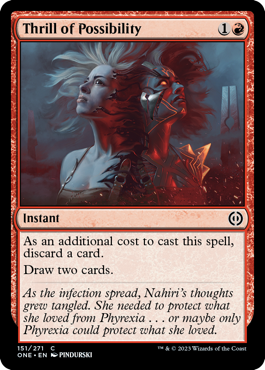 Thrill of Possibility 1
Instant
As an additional cost to cast this spell,
discard a card.
Draw two cards.
As the infection spread, Nahiri's thoughts
grew tangled. She needed to protect what
she loved from Phyrexia . . . or maybe only
Phyrexia could protect what she loved.
151/271 C
ONE • EN PINDURSKI
™ & © 2023 Wizards of the Coast